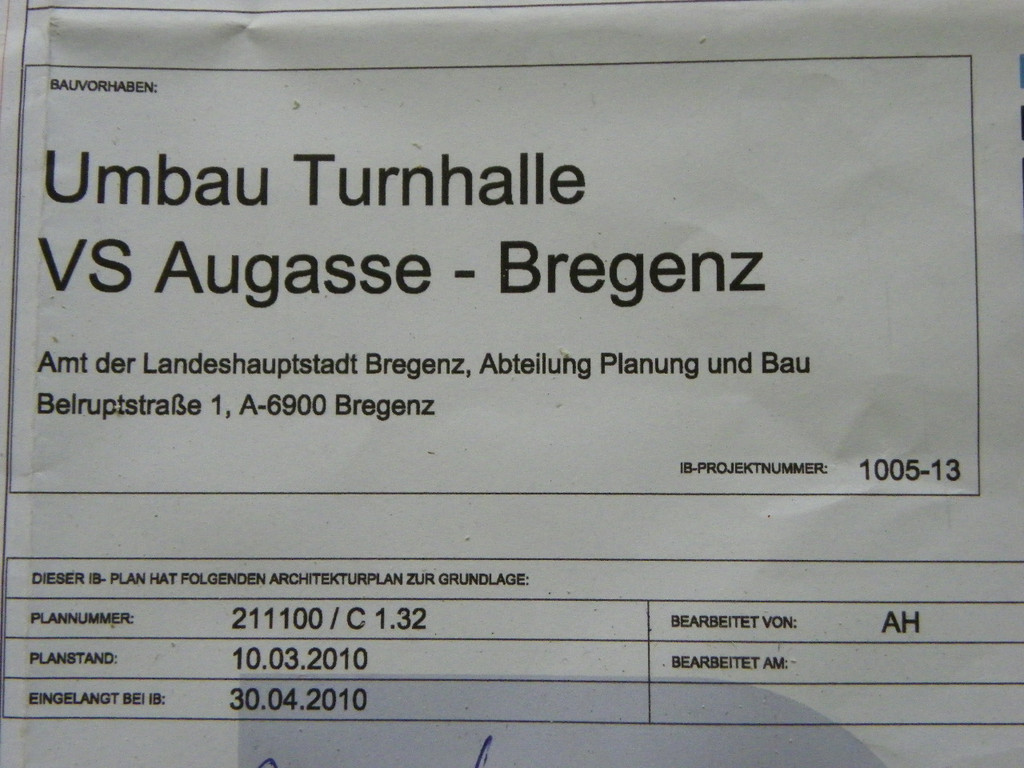 BAUVORHABEN:
Umbau Turnhalle
VS Augasse - Bregenz
Amt der Landeshauptstadt Bregenz, Abteilung Planung und Bau
Belruptstraße 1, A-6900 Bregenz
IB-PROJEKTNUMMER: 1005-13
DIESER IB- PLAN HAT FOLGENDEN ARCHITEKTURPLAN ZUR GRUNDLAGE:
PLANNUMMER: 211100 / C 1.32 BEARBEITET VON: AH
PLANSTAND: 10.03.2010 BEARBEITET AM:
EINGELANGT BEI IB: 30.04.2010